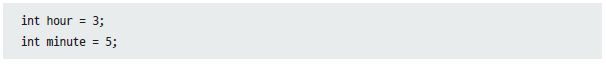 int hour = 3;
int minute = 5;